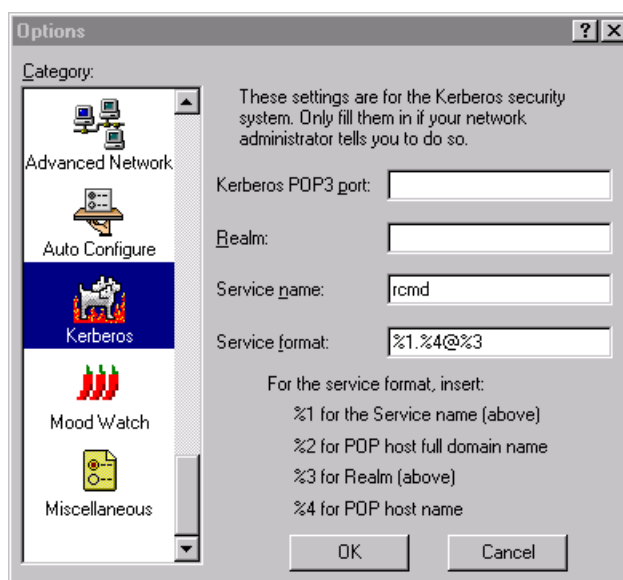 Options
Category:
Advanced Network
Auto Configure
Kerberos
Mood Watch
Miscellaneous
These settings are for the Kerberos security
system. Only fill them in if your network
administrator tells you to do so.
Kerberos POP3 port:
Realm:
Service name: rcmd
Service format: %1.%4@%3
For the service format, insert:
%1 for the Service name (above)
%2 for POP host full domain name
%3 for Realm (above)
%4 for POP host name
OK Cancel